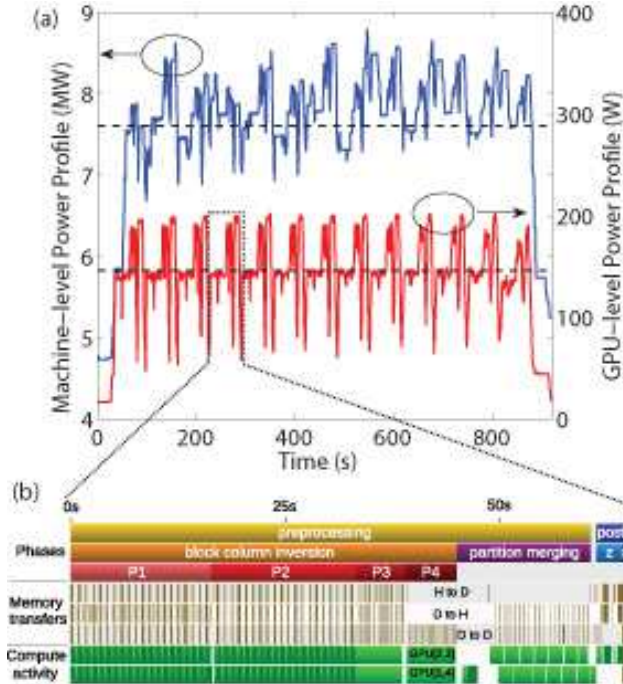 (a)
9
8
7
6
5
4
Machine-level Power Profile (MW)
400
300
200
100
0
GPU-level Power Profile (W)
0 200 400 600 800
Time (s)
(b)
0s 25s 50s
preprocessing post
Phases block column inversion partition merging z
P1 P2 P3 P4
Memory transfers
H to D
D to H
D to D
Compute activity